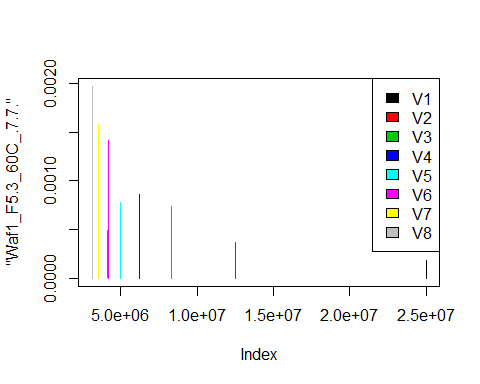 0.0020
0.0010
0.0000
"Waf1_F5.3_60C_.7.7."
V1
V2
V3
V4
V5
V6
V7
V8
5.0e+06 1.0e+07 1.5e+07 2.0e+07 2.5e+07
Index